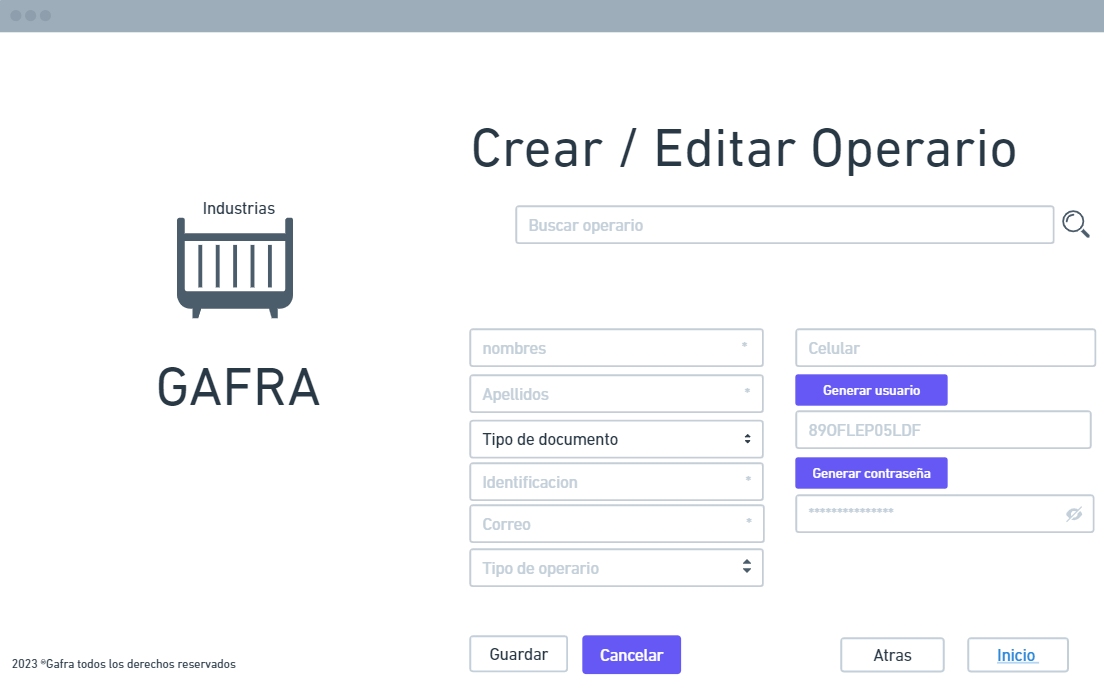 Crear / Editar Operario
Industrias
GAFRA
Buscar operario
nombres *
Apellidos *
Tipo de documento
Identificacion *
Correo *
Tipo de operario
Celular
Generar usuario
89OFLEP05LDF
Generar contraseña
***************
Guardar
Cancelar
Atras
Inicio
2023 ®Gafra todos los derechos reservados